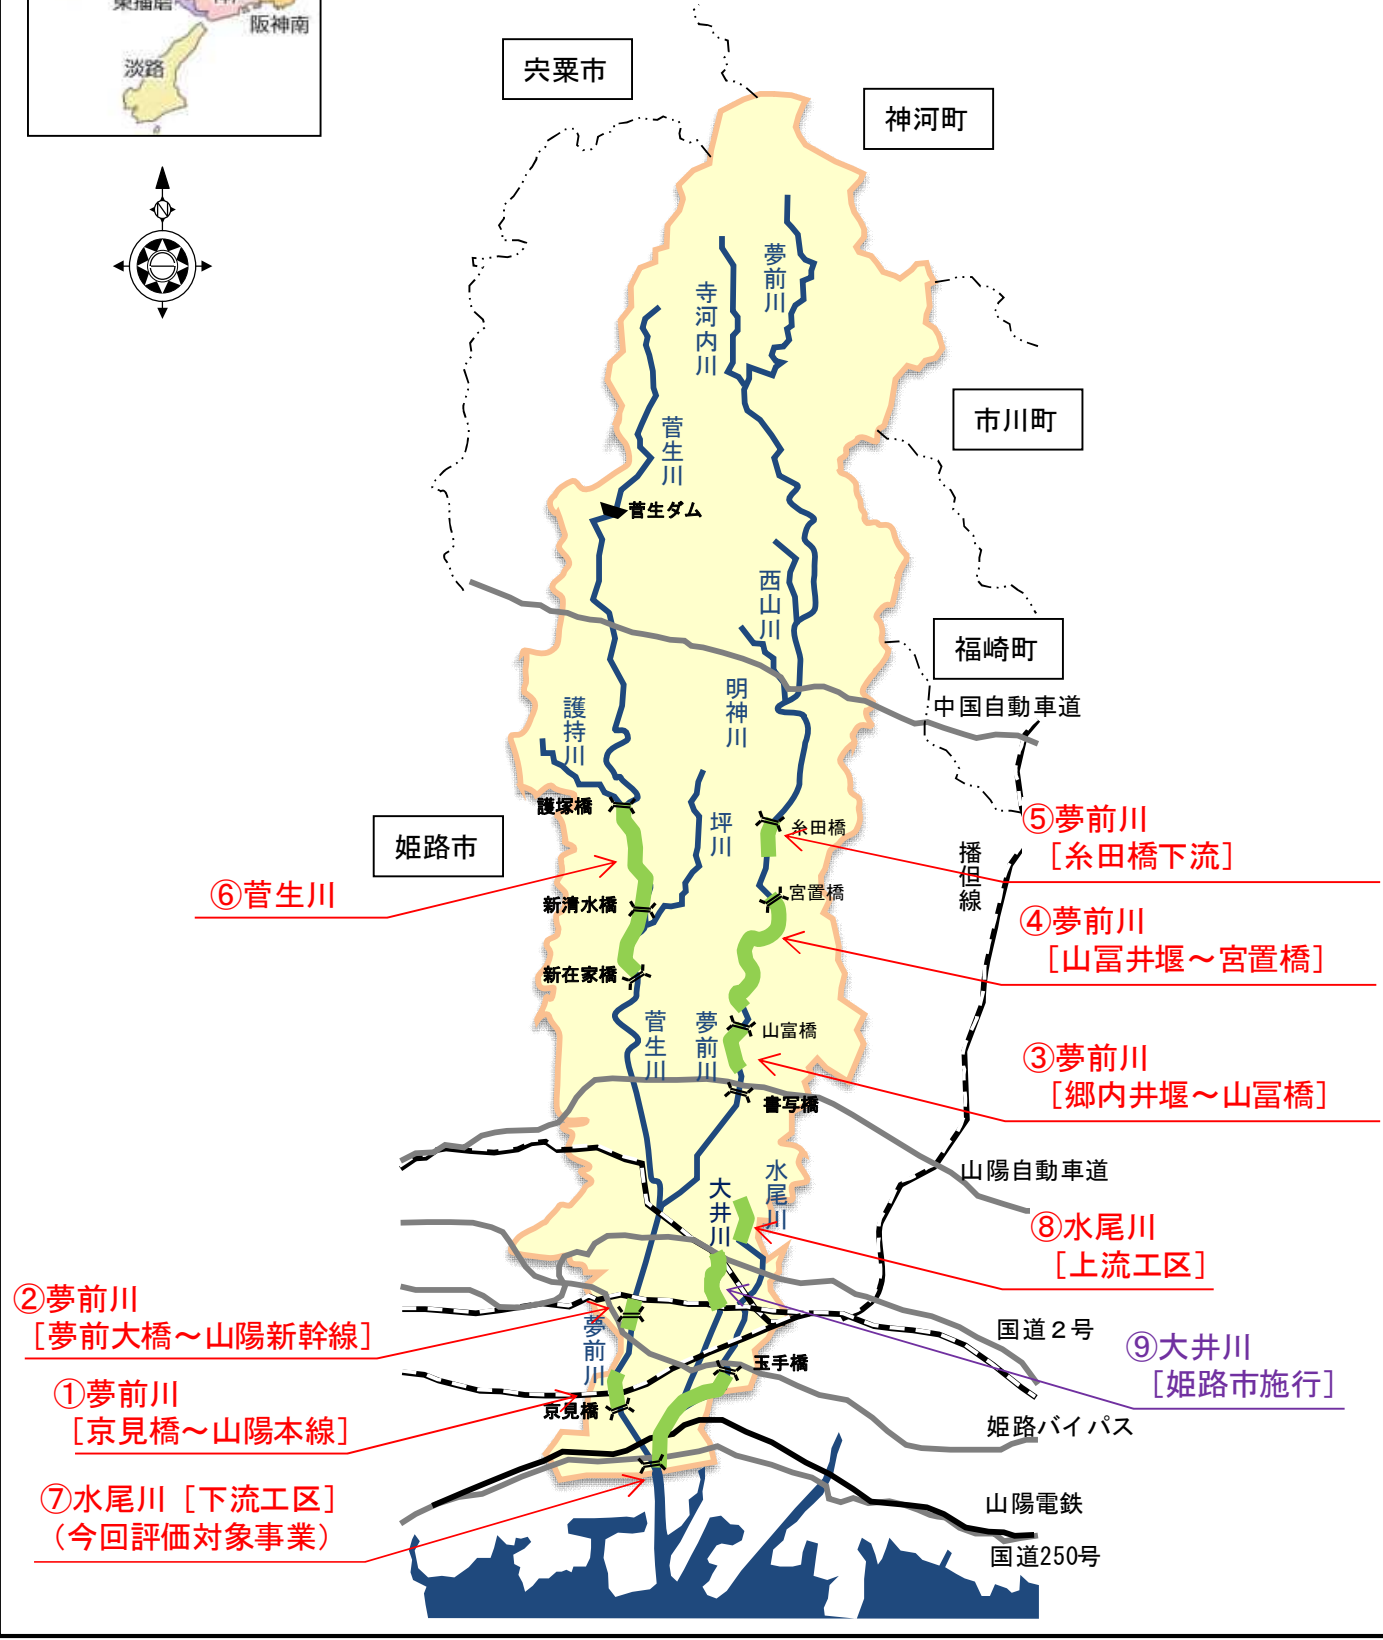 東播磨
阪神南
淡路
宍粟市
神河町
夢前川
寺河内川
市川町
菅生川
菅生ダム
西山川
福崎町
明神川
中国自動車道
護持川
護塚橋
坪川
糸田橋
⑤夢前川
［糸田橋下流］
姫路市
播但線
⑥菅生川
宮置橋
新清水橋
④夢前川
［山冨井堰～宮置橋］
新在家橋
菅生川
夢前川
山富橋
③夢前川
［郷内井堰～山冨橋］
書写橋
山陽自動車道
水尾川
大井川
⑧水尾川
［上流工区］
②夢前川
［夢前大橋～山陽新幹線］
夢前川
国道２号
⑨大井川
［姫路市施行］
玉手橋
①夢前川
［京見橋～山陽本線］
京見橋
姫路バイパス
⑦水尾川［下流工区］
（今回評価対象事業）
山陽電鉄
国道250号